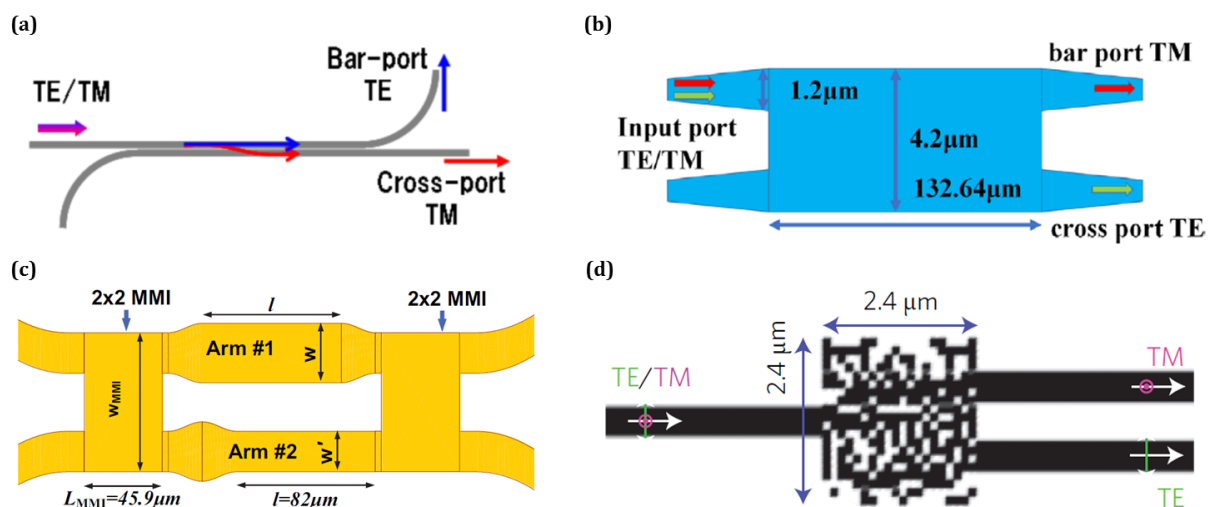 (a)
TE/TM
Bar-port
TE
Cross-port
TM
(b)
bar port TM
1.2μm
Input port
TE/TM
4.2μm
132.64μm
cross port TE
(c)
2x2 MMI
l
2x2 MMI
Arm #1
w
wMMI
Arm #2
w'
LMMI=45.9μm
l=82μm
(d)
2.4 μm
2.4 μm
TE/TM
TM
TE